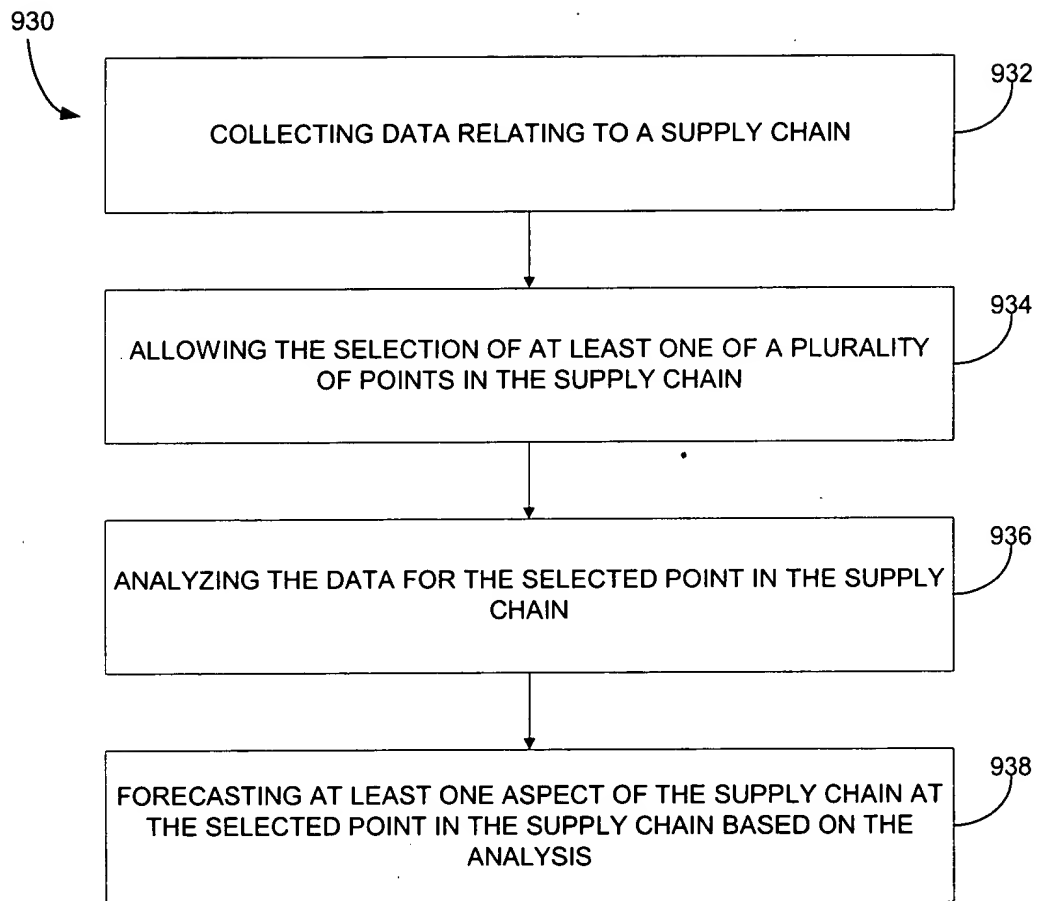 930
932
COLLECTING DATA RELATING TO A SUPPLY CHAIN
934
ALLOWING THE SELECTION OF AT LEAST ONE OF A PLURALITY
OF POINTS IN THE SUPPLY CHAIN
936
ANALYZING THE DATA FOR THE SELECTED POINT IN THE SUPPLY
CHAIN
938
FORECASTING AT LEAST ONE ASPECT OF THE SUPPLY CHAIN AT
THE SELECTED POINT IN THE SUPPLY CHAIN BASED ON THE
ANALYSIS